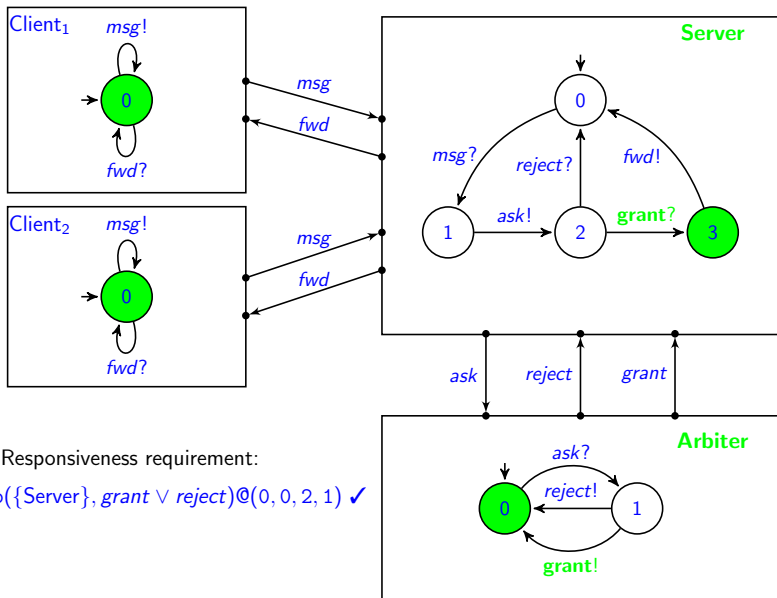 Client₁
msg!
0
fwd?
msg
fwd
Server
0
msg?
reject?
fwd!
1
ask!
2
grant?
3
Client₂
msg!
0
fwd?
msg
fwd
ask
reject
grant
Arbiter
ask?
reject!
0
1
grant!
Responsiveness requirement:
({Server}, grant ∨ reject)@(0, 0, 2, 1) ✓